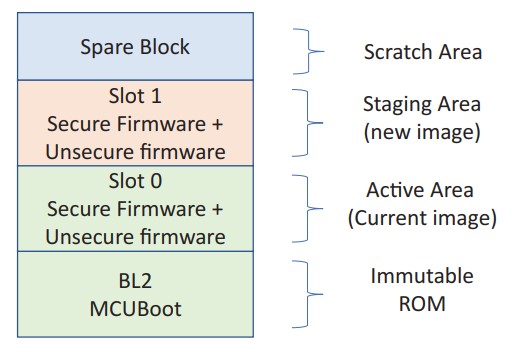 Spare Block
Scratch Area
Slot 1
Secure Firmware +
Unsecure firmware
Staging Area
(new image)
Slot 0
Secure Firmware +
Unsecure firmware
Active Area
(Current image)
BL2
MCUBoot
Immutable
ROM